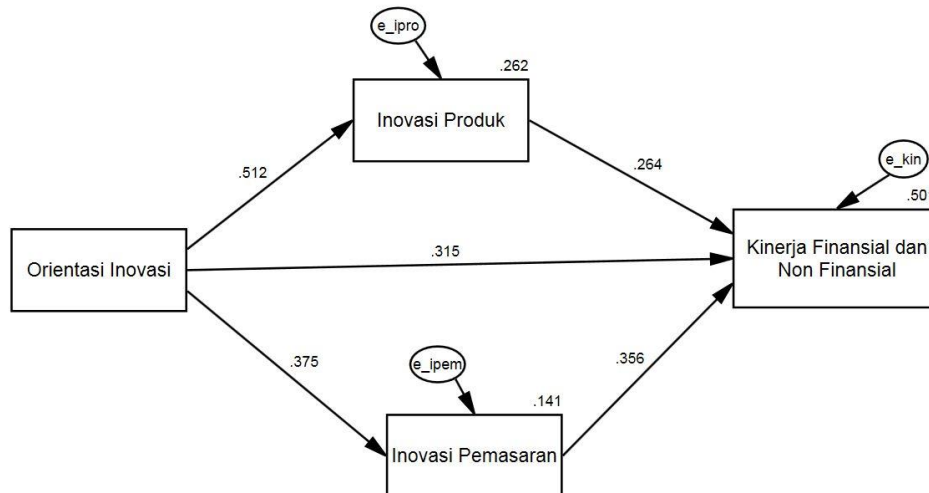 e_ipro
.262
Inovasi Produk
e_kin
.512
.264
.501
Orientasi Inovasi
.315
Kinerja Finansial dan
Non Finansial
.375
e_ipem
.356
.141
Inovasi Pemasaran